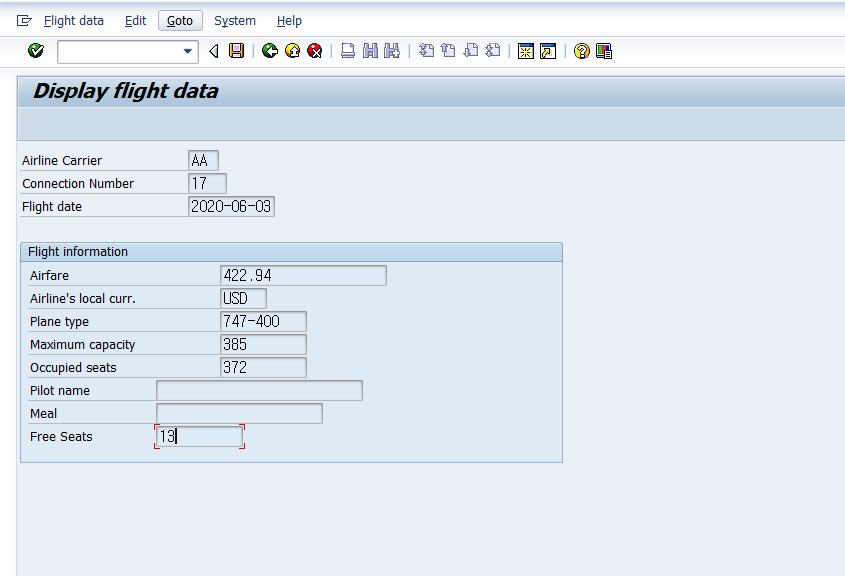 Flight data Edit Goto System Help
Display flight data
Airline Carrier AA
Connection Number 17
Flight date 2020-06-03
Flight information
Airfare 422.94
Airline's local curr. USD
Plane type 747-400
Maximum capacity 385
Occupied seats 372
Pilot name
Meal
Free Seats 13